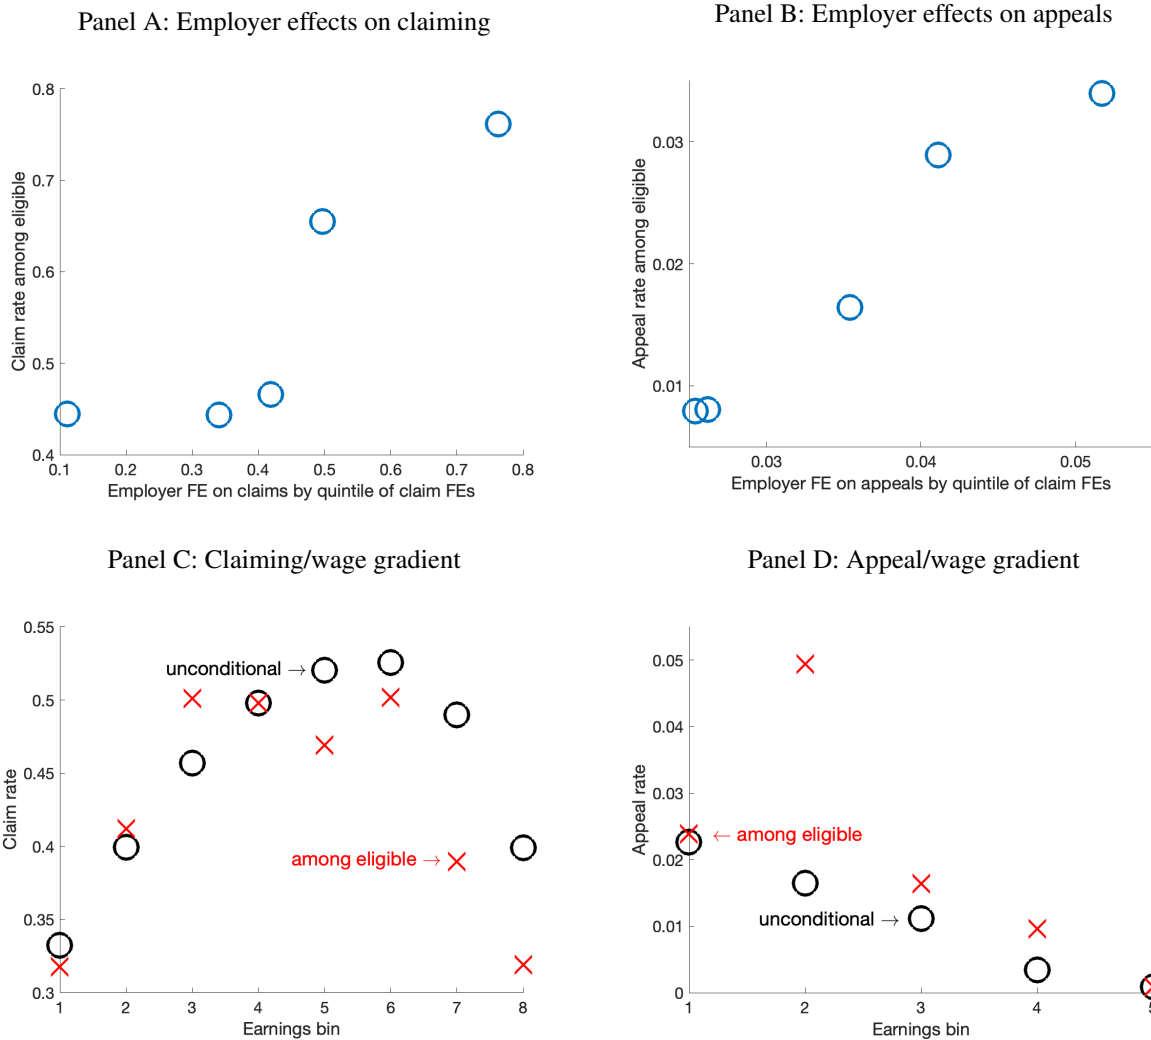 Panel A: Employer effects on claiming
Claim rate among eligible
0.8
0.7
0.6
0.5
0.4
0.1 0.2 0.3 0.4 0.5 0.6 0.7 0.8
Employer FE on claims by quintile of claim FEs
Panel B: Employer effects on appeals
Appeal rate among eligible
0.03
0.02
0.01
0.03 0.04 0.05
Employer FE on appeals by quintile of claim FEs
Panel C: Claiming/wage gradient
Claim rate
0.55
0.5
0.45
0.4
0.35
0.3
unconditional →
among eligible →
1 2 3 4 5 6 7 8
Earnings bin
Panel D: Appeal/wage gradient
Appeal rate
0.05
0.04
0.03
0.02
0.01
0
← among eligible
unconditional →
1 2 3 4
Earnings bin